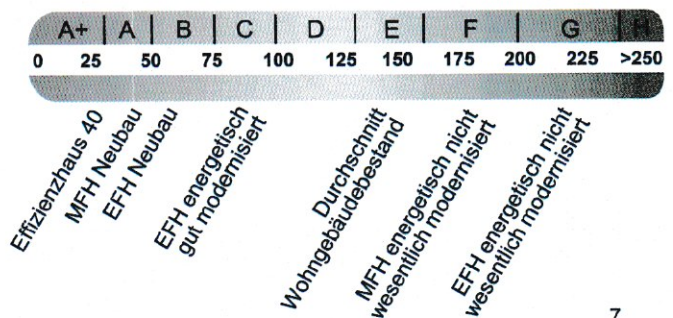 A+ A B C D E F G H
0 25 50 75 100 125 150 175 200 225 >250
Effizienzhaus 40
MFH Neubau
EFH Neubau
EFH energetisch
gut modernisiert
Durchschnitt
Wohngebäudebestand
MFH energetisch nicht
wesentlich modernisiert
EFH energetisch nicht
wesentlich modernisiert
7